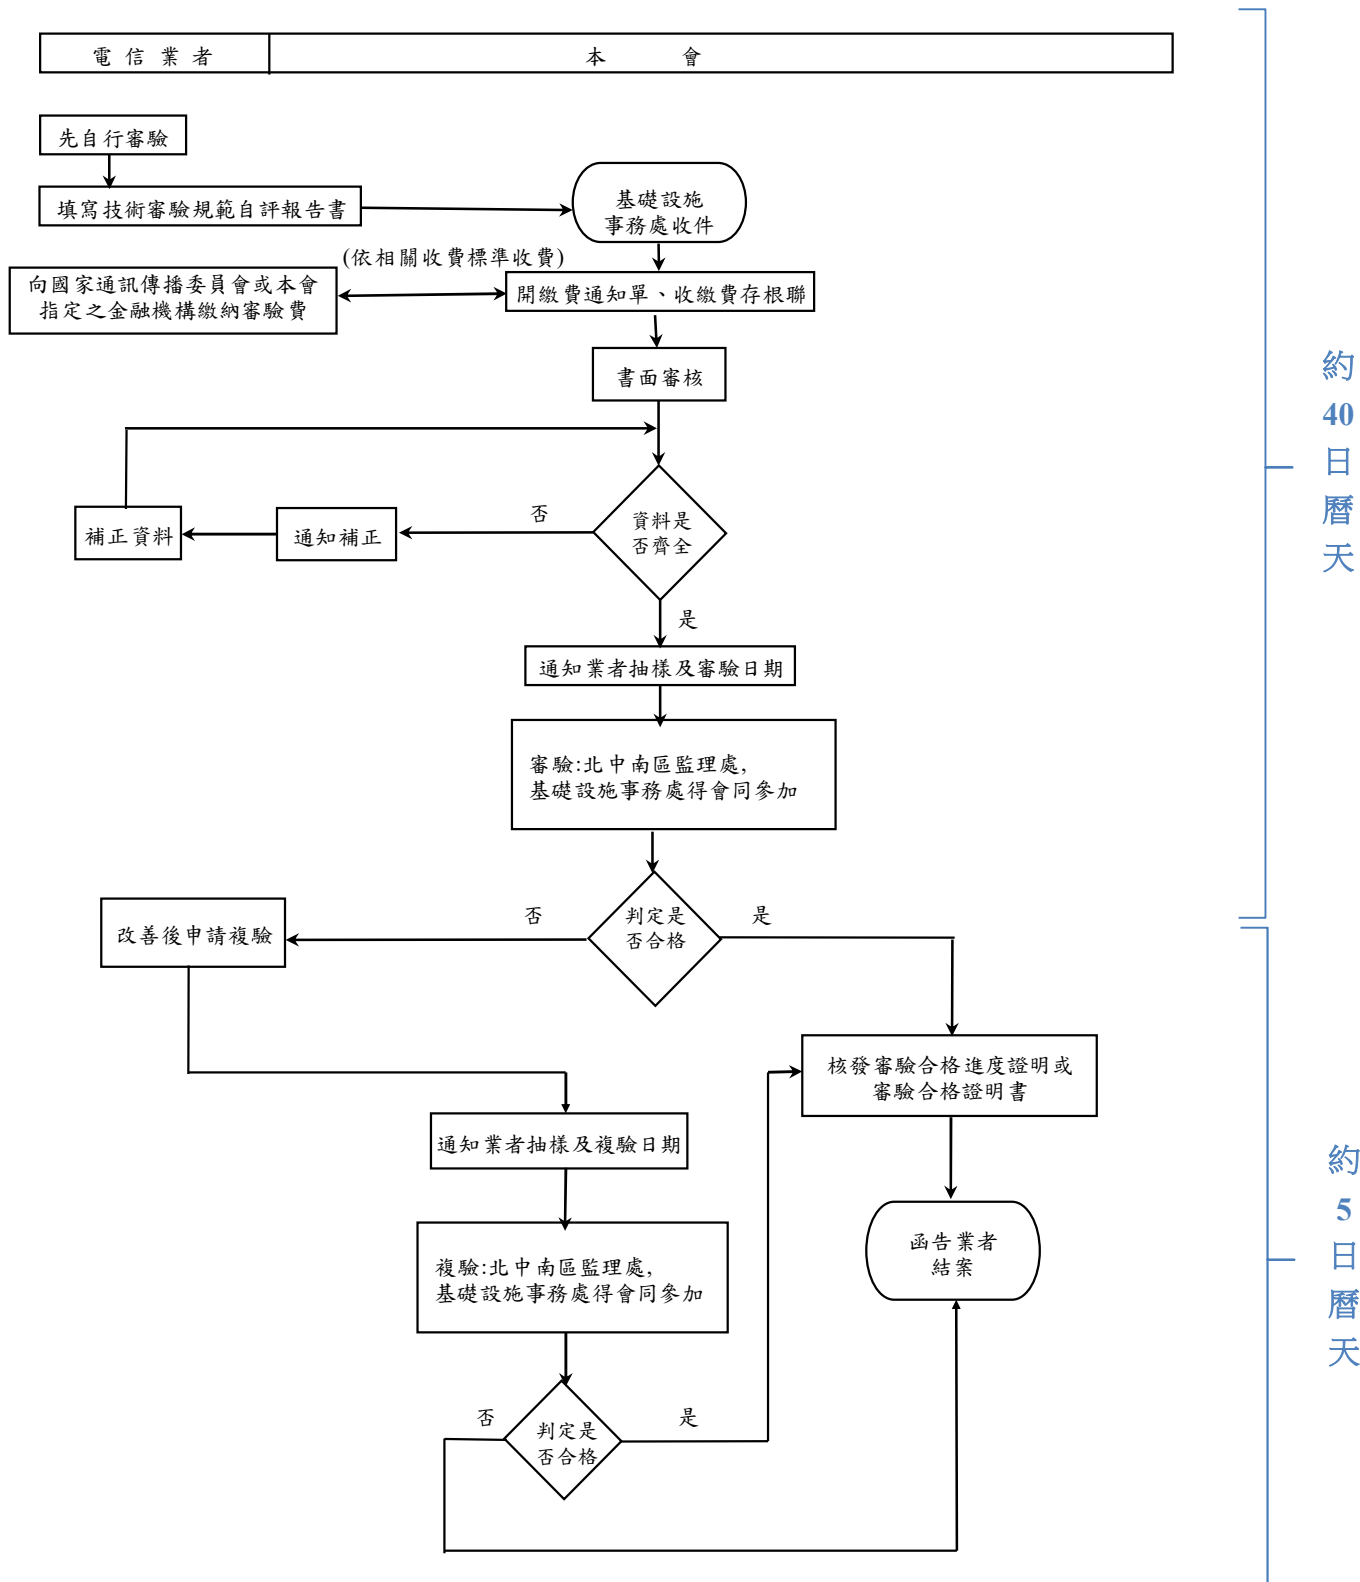 電信業者
本會
先自行審驗
填寫技術審驗規範自評報告書
基礎設施
事務處收件
(依相關收費標準收費)
向國家通訊傳播委員會或本會
指定之金融機構繳納審驗費
開繳費通知單、收繳費存根聯
書面審核
否
資料是
否齊全
通知補正
補正資料
是
通知業者抽樣及審驗日期
審驗:北中南區監理處,
基礎設施事務處得會同參加
約
40
日
曆
天
否
判定是
否合格
是
改善後申請複驗
核發審驗合格進度證明或
審驗合格證明書
通知業者抽樣及複驗日期
複驗:北中南區監理處,
基礎設施事務處得會同參加
函告業者
結案
約
5
日
曆
天
否
判定是
否合格
是